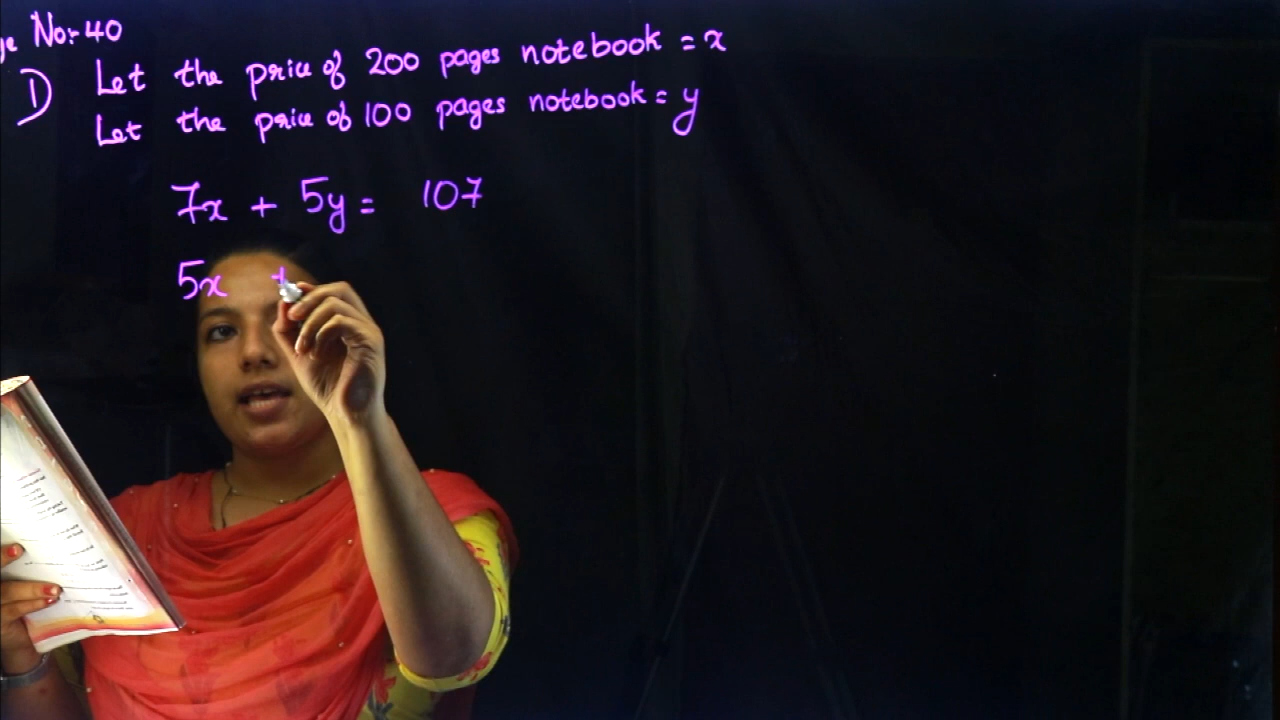 No:- 40
1) Let the price of 200 pages notebook = x
Let the price of 100 pages notebook = y
7x + 5y = 107
5x +